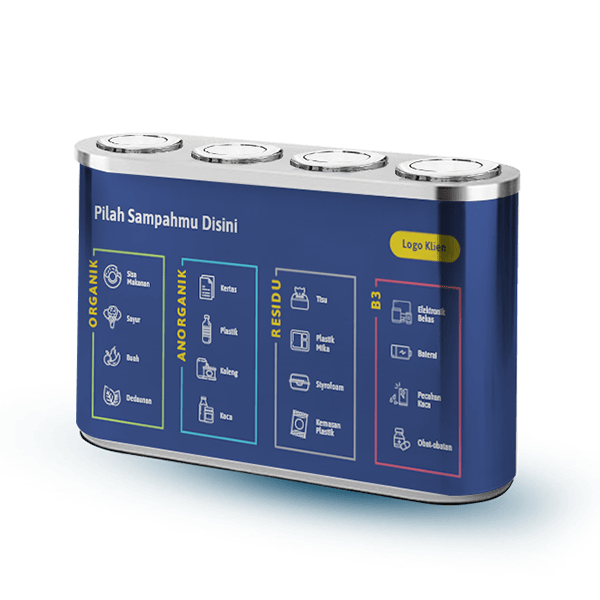 Pilah Sampahmu Disini
Logo Klien
ORGANIK
Sisa
Makanan
Sayur
Buah
Dedaunan
ANORGANIK
Kertas
Plastik
Kaleng
Kaca
RESIDU
Tisu
Plastik
Mika
Styrofoam
Kemasan
Plastik
B3
Elektronik
Bekas
Baterai
Pecahan
Kaca
Obat-obatan